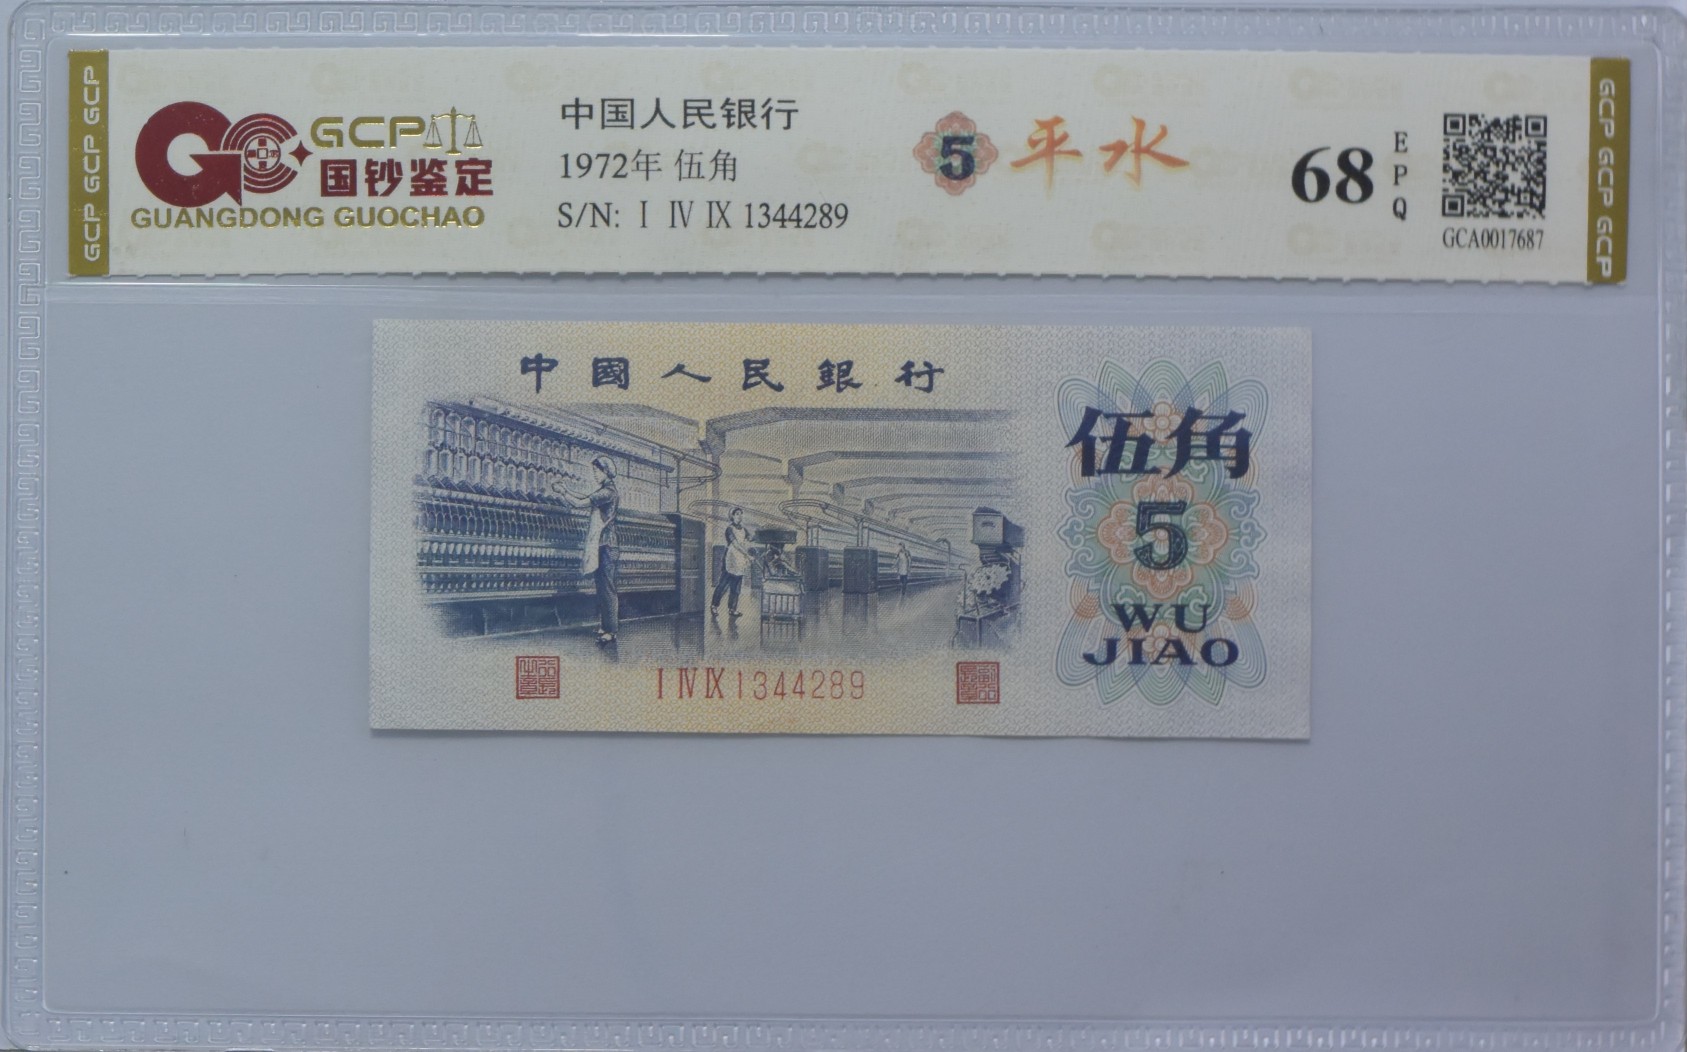 GCP GCP GCP
GCP
国钞鉴定
GUANGDONG GUOCHAO
中国人民银行
1972年 伍角
S/N: Ⅰ Ⅳ Ⅸ 1344289
5 平水
68
E
P
Q
GCA0017687
GCP GCP GCP
中國人民銀行
伍角
5
WU
JIAO
Ⅰ Ⅳ Ⅸ 1344289